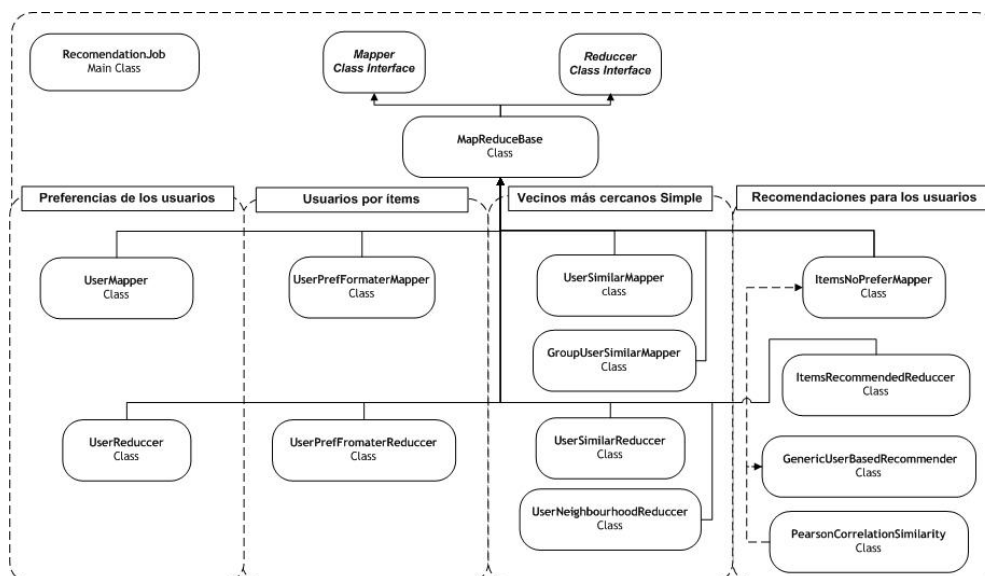 RecomendationJob
Main Class
Mapper
Class Interface
Reduccer
Class Interface
MapReduceBase
Class
Preferencias de los usuarios
Usuarios por ítems
Vecinos más cercanos Simple
Recomendaciones para los usuarios
UserMapper
Class
UserPrefFormaterMapper
Class
UserSimilarMapper
class
ItemsNoPreferMapper
Class
GroupUserSimilarMapper
Class
ItemsRecommendedReduccer
Class
UserReduccer
Class
UserPrefFromaterReduccer
Class
UserSimilarReduccer
Class
GenericUserBasedRecommender
Class
UserNeighbourhoodReduccer
Class
PearsonCorrelationSimilarity
Class